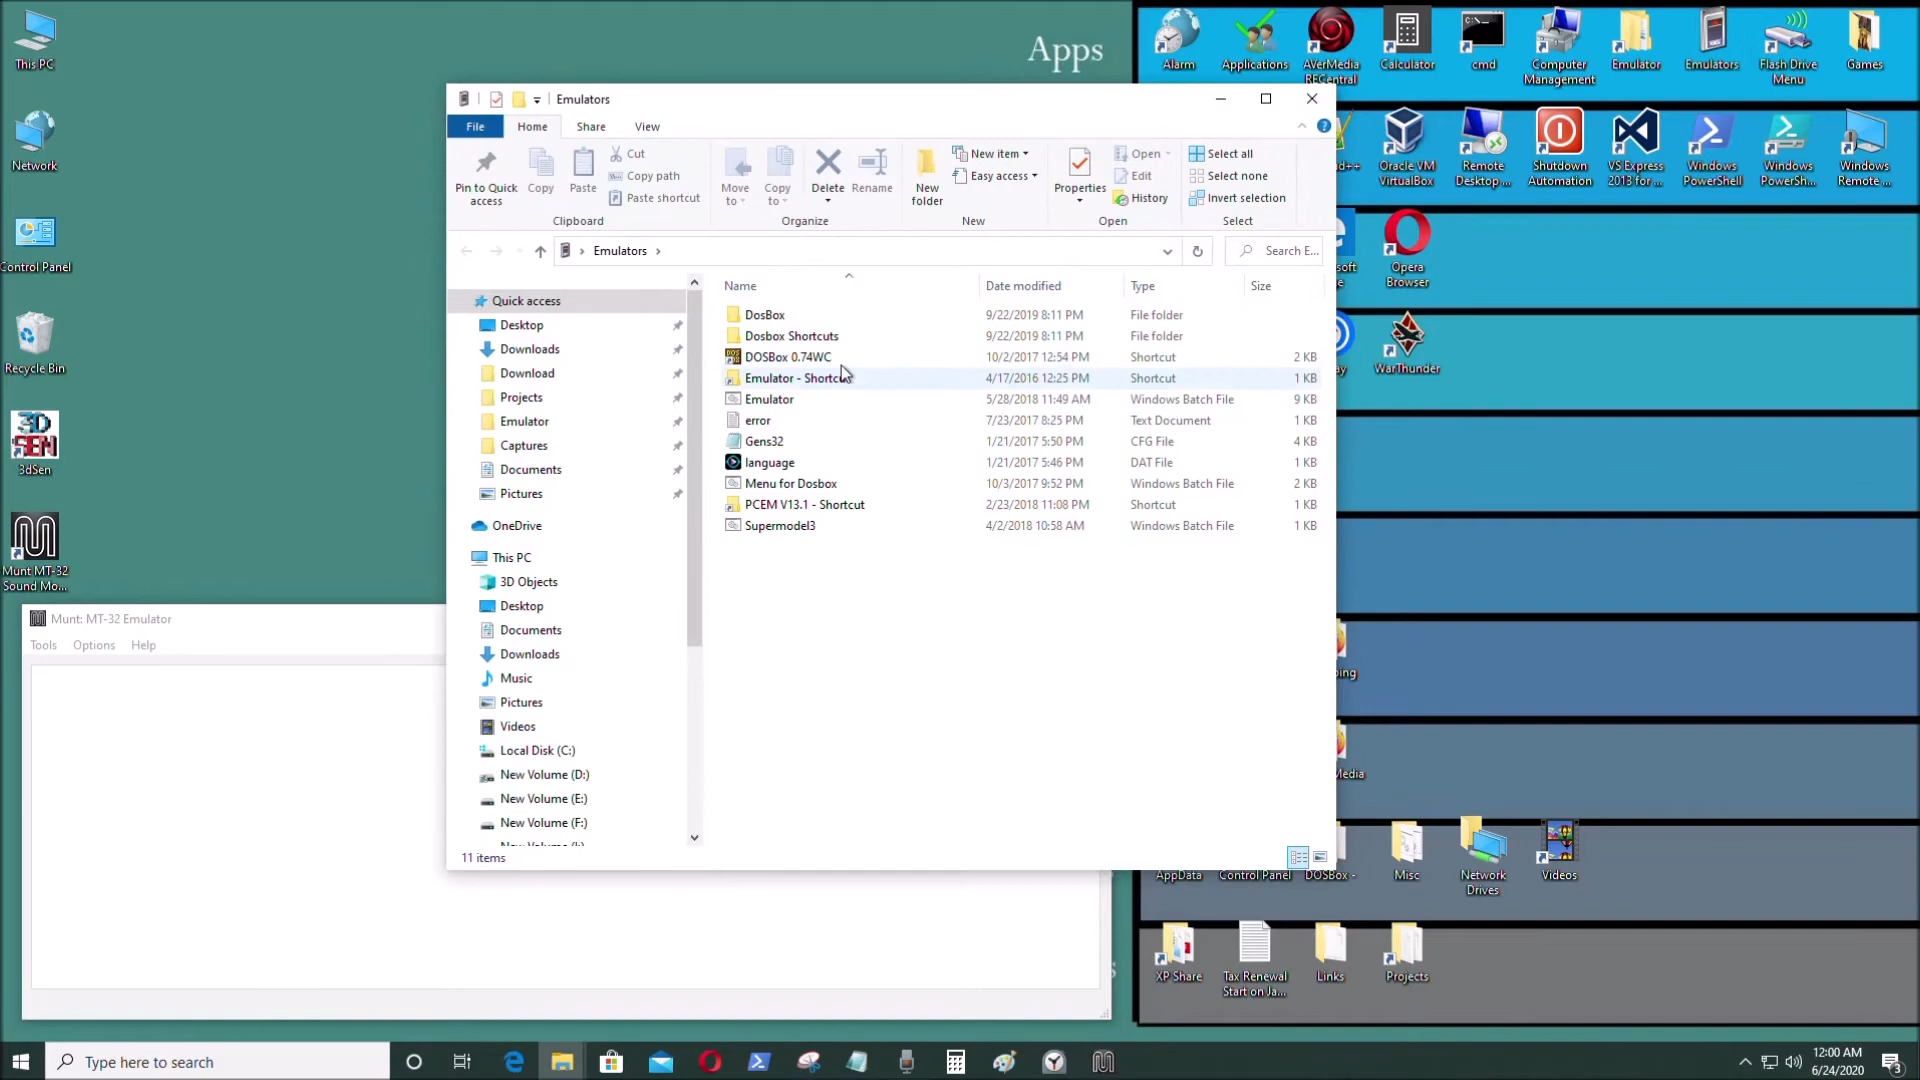 This PC
Network
Control Panel
Recycle Bin
3dSen
Munt MT-32
Sound Mo...
Apps
Alarm
Applications
AVerMedia
RECentral
Calculator
cmd
Computer
Management
Emulator
Emulators
Flash Drive
Menu
Games
Oracle VM
VirtualBox
Remote
Desktop ...
Shutdown
Automation
VS Express
2013 for ...
Windows
PowerShell
Windows
PowerSh...
Windows
Remote ...
Opera
Browser
WarThunder
Emulators
File
Home
Share
View
Pin to Quick
access
Copy
Paste
Cut
Copy path
Paste shortcut
Clipboard
Move
to
Copy
to
Delete
Rename
Organize
New
folder
New item
Easy access
New
Properties
Open
Edit
History
Open
Select all
Select none
Invert selection
Select
Emulators
Search E...
Quick access
Desktop
Downloads
Download
Projects
Emulator
Captures
Documents
Pictures
OneDrive
This PC
3D Objects
Desktop
Documents
Downloads
Music
Pictures
Videos
Local Disk (C:)
New Volume (D:)
New Volume (E:)
New Volume (F:)
Name Date modified Type Size
DosBox 9/22/2019 8:11 PM File folder
Dosbox Shortcuts 9/22/2019 8:11 PM File folder
DOSBox 0.74WC 10/2/2017 12:54 PM Shortcut 2 KB
Emulator - Shortcut 4/17/2016 12:25 PM Shortcut 1 KB
Emulator 5/28/2018 11:49 AM Windows Batch File 9 KB
error 7/23/2017 8:25 PM Text Document 1 KB
Gens32 1/21/2017 5:50 PM CFG File 4 KB
language 1/21/2017 5:46 PM DAT File 1 KB
Menu for Dosbox 10/3/2017 9:52 PM Windows Batch File 2 KB
PCEM V13.1 - Shortcut 2/23/2018 11:08 PM Shortcut 1 KB
Supermodel3 4/2/2018 10:58 AM Windows Batch File 1 KB
11 items
Munt: MT-32 Emulator
Tools Options Help
AppData
Control Panel
DOSBox -
Misc
Network
Drives
Videos
XP Share
Tax Renewal
Start on Ja...
Links
Projects
Type here to search
12:00 AM
6/24/2020
3